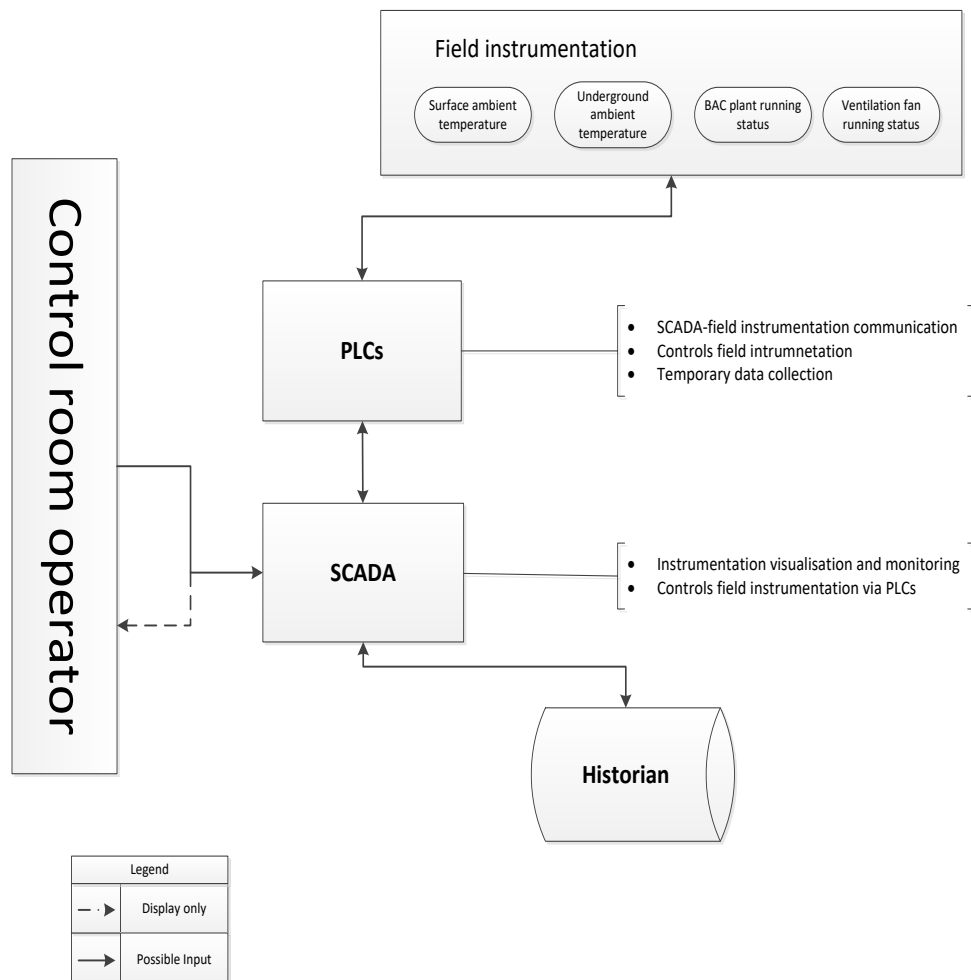 Field instrumentation
Surface ambient
temperature
Underground
ambient
temperature
BAC plant running
status
Ventilation fan
running status
Control room operator
PLCs
• SCADA-field instrumentation communication
• Controls field intrumnetation
• Temporary data collection
SCADA
• Instrumentation visualisation and monitoring
• Controls field instrumentation via PLCs
Historian
Legend
Display only
Possible Input